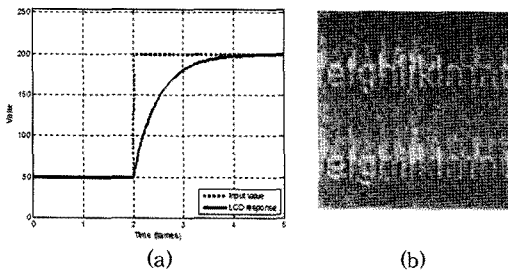 250
200
150
100
50
0
Value
0 1 2 3 4 5
Time (frames)
Input value
LCD response
(a)
(b)